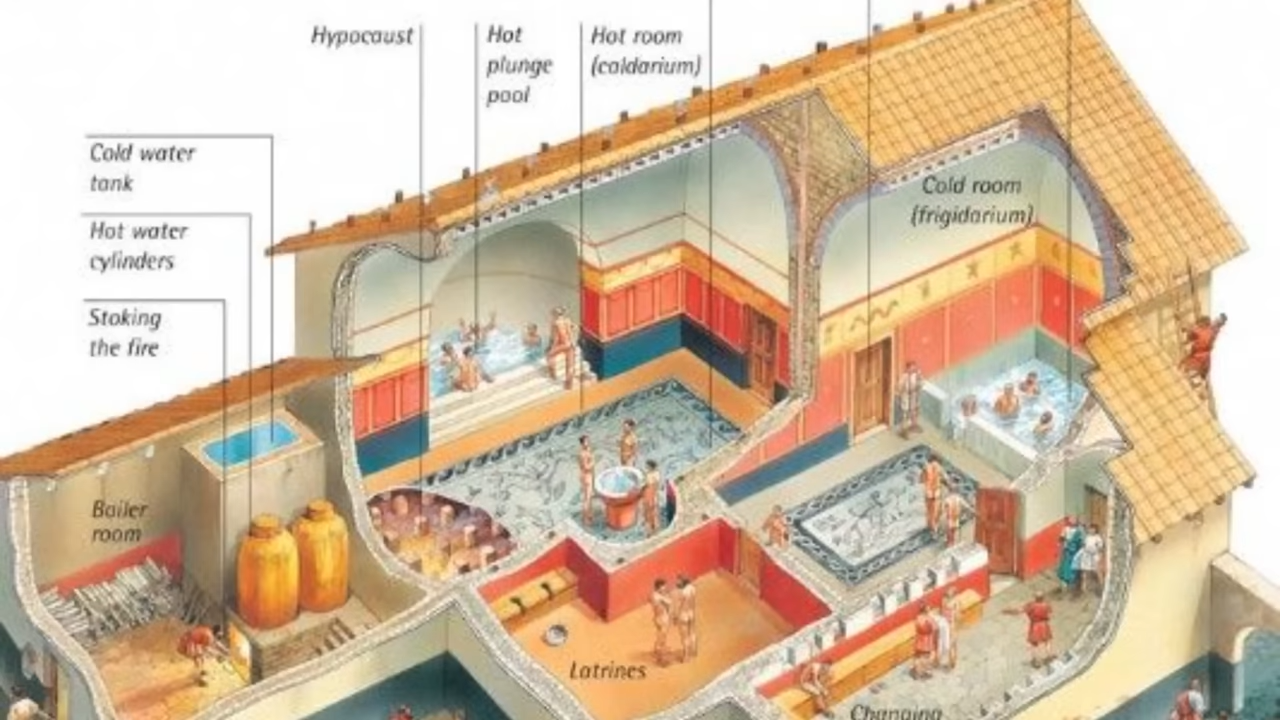 Hypocaust
Hot
plunge
pool
Hot room
(caldarium)
Cold water
tank
Hot water
cylinders
Stoking
the fire
Cold room
(frigidarium)
Boiler
room
Latrines
Changing